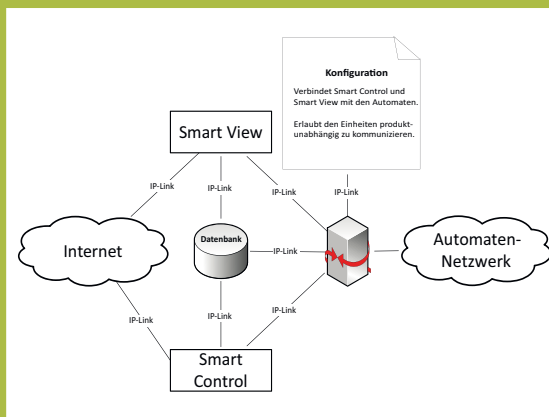 Konfiguration
Verbindet Smart Control und
Smart View mit den Automaten.
Erlaubt den Einheiten produkt-
unabhängig zu kommunizieren.
Smart View
IP-Link
IP-Link
IP-Link
IP-Link
Internet
Datenbank
IP-Link
Automaten-
Netzwerk
IP-Link
IP-Link
IP-Link
Smart
Control